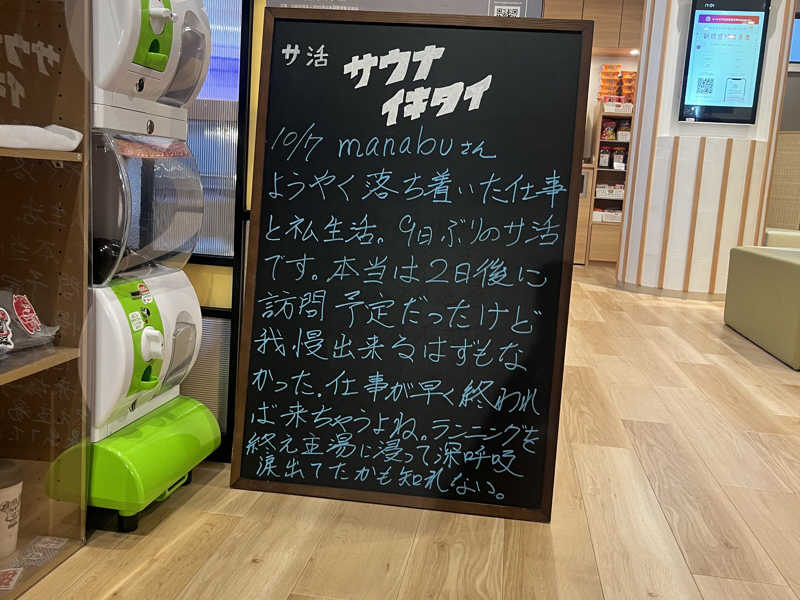 サ活
サウナ
イキタイ
10/7 manabuさん
ようやく落ち着いた仕事
と私生活。9日ぶりのサ活
です。本当は2日後に
訪問予定だったけど
我慢出来るはずもな
かった。仕事が早く終われ
ば来ちゃうよね。ランニングを
終え主湯に浸って深呼吸
涙出てたかも知れない。